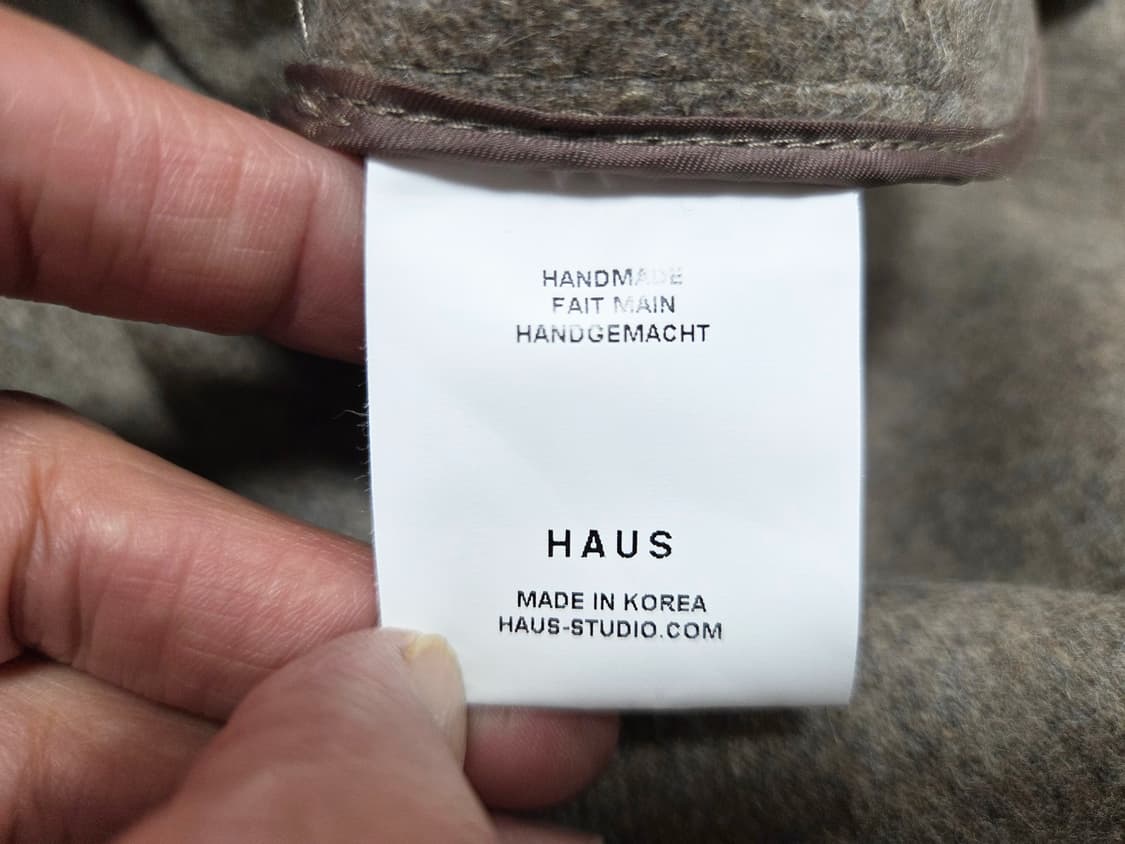 HANDMADE
FAIT MAIN
HANDGEMACHT
HAUS
MADE IN KOREA
HAUS-STUDIO.COM